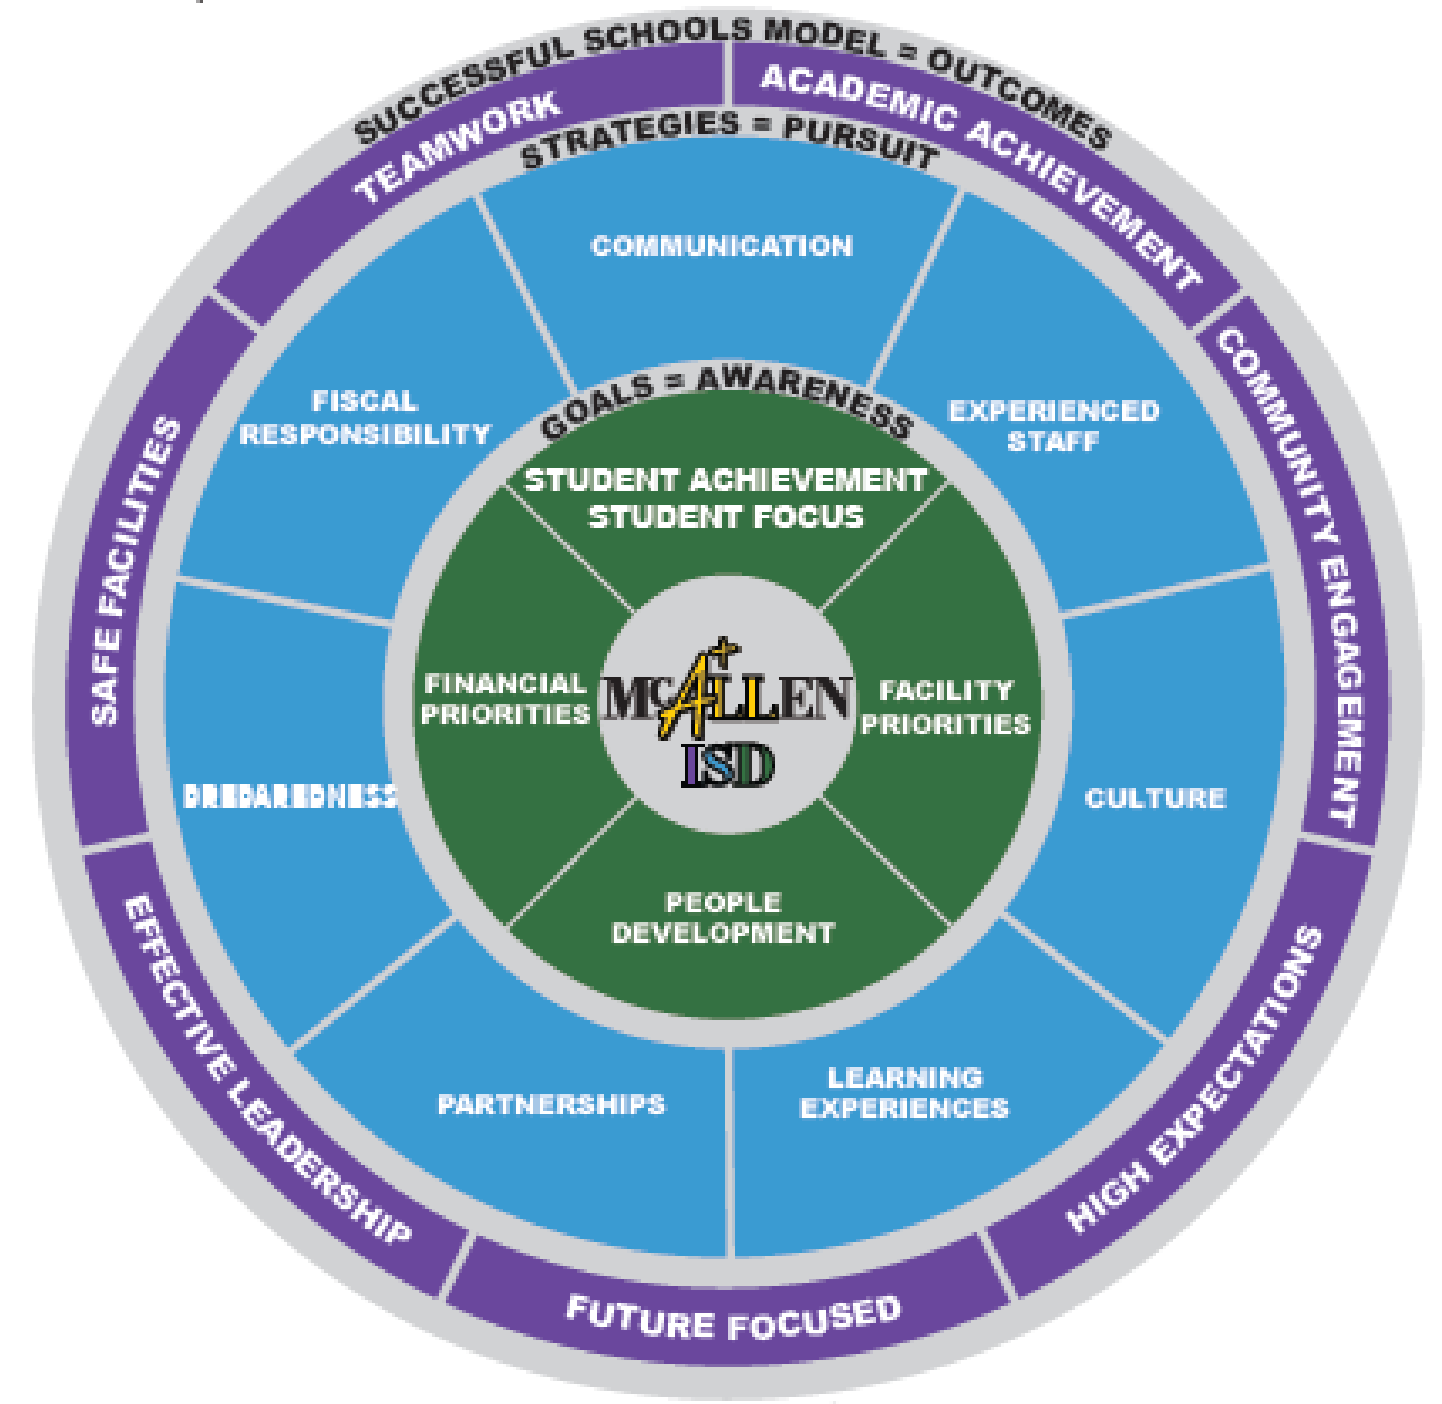 SUCCESSFUL SCHOOLS MODEL = OUTCOMES
TEAMWORK
ACADEMIC ACHIEVEMENT
COMMUNITY ENGAGEMENT
HIGH EXPECTATIONS
FUTURE FOCUSED
EFFECTIVE LEADERSHIP
SAFE FACILITIES
STRATEGIES = PURSUIT
COMMUNICATION
EXPERIENCED
STAFF
CULTURE
LEARNING
EXPERIENCES
PARTNERSHIPS
PREPAREDNESS
FISCAL
RESPONSIBILITY
GOALS = AWARENESS
STUDENT ACHIEVEMENT
STUDENT FOCUS
FACILITY
PRIORITIES
PEOPLE
DEVELOPMENT
FINANCIAL
PRIORITIES
MCALLEN
ISD